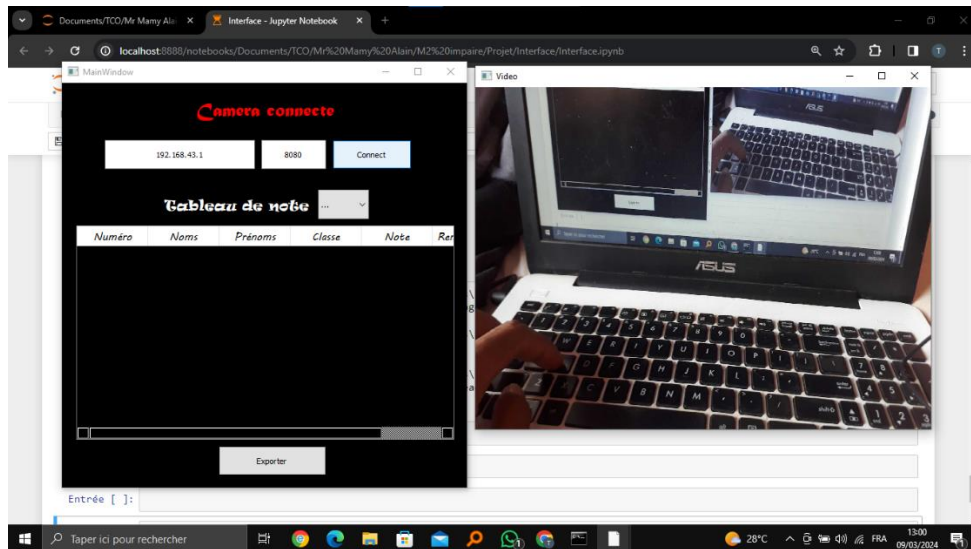 Documents/TCO/Mr Mamy Ala
Interface - Jupyter Notebook
localhost:8888/notebooks/Documents/TCO/Mr%20Mamy%20Alain/M2%20impaire/Projet/Interface/Interface.ipynb
T
MainWindow
Video
Camera connecte
192.168.43.1
8080
Connect
Tableau de note
...
Numéro Noms Prénoms Classe Note Rer
Exporter
ASUS
ASUS
Entrée [ ]:
Taper ici pour rechercher
28°C
FRA
13:00
09/03/2024